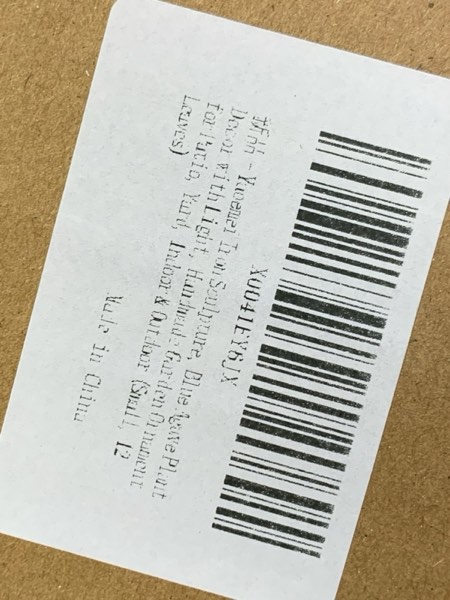 X0041EY6JX
Iron Sculpture, Blue Agave Plant
Decor With Light, Handmade Garden Ornament
for Patio, Yard, Indoor & Outdoor (Small, 12
Leaves)
Made in China